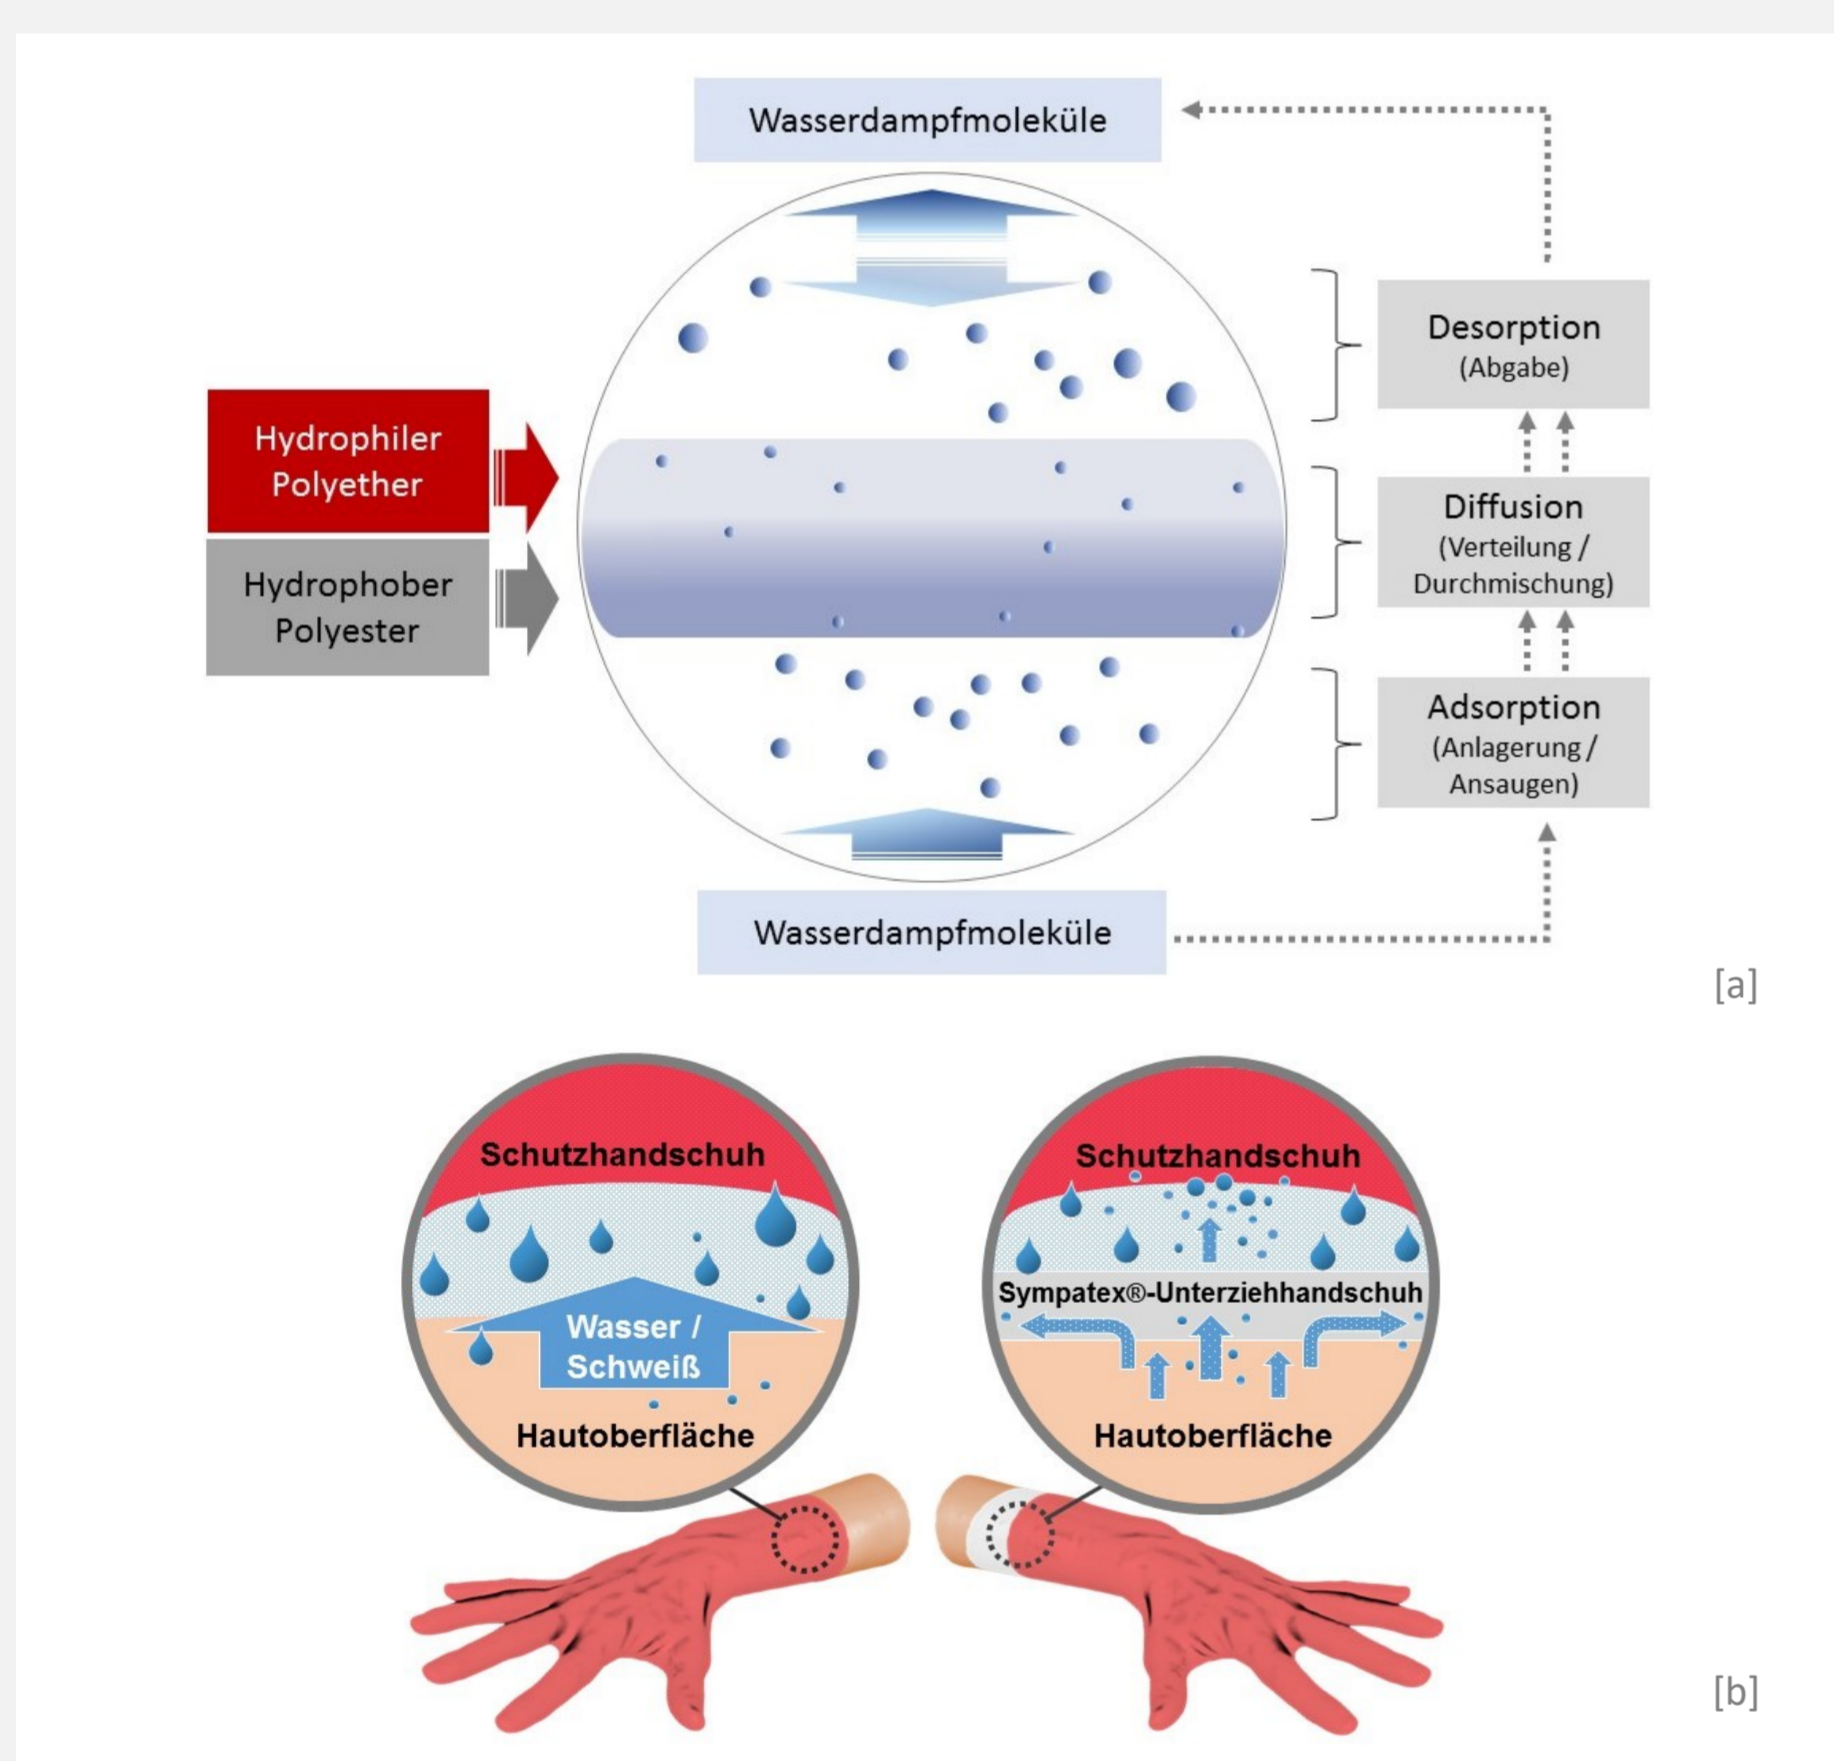 Wasserdampfmoleküle
Desorption
(Abgabe)
Hydrophiler
Polyether
Diffusion
(Verteilung /
Durchmischung)
Hydrophober
Polyester
Adsorption
(Anlagerung /
Ansaugen)
Wasserdampfmoleküle
[a]
Schutzhandschuh
Wasser /
Schweiß
Hautoberfläche
Schutzhandschuh
Sympatex®-Unterziehhandschuh
Hautoberfläche
[b]